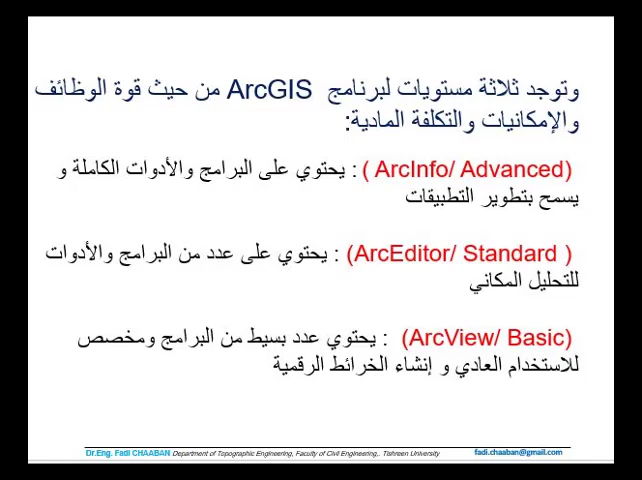 وتوجد ثلاثة مستويات لبرنامج ArcGIS من حيث قوة الوظائف
والإمكانيات والتكلفة المادية:
(ArcInfo/ Advanced ) : يحتوي على البرامج والأدوات الكاملة و
يسمح بتطوير التطبيقات
(ArcEditor/ Standard ) : يحتوي على عدد من البرامج والأدوات
للتحليل المكاني
(ArcView/ Basic) : يحتوي عدد بسيط من البرامج ومخصص
للاستخدام العادي و إنشاء الخرائط الرقمية
Dr.Eng. Fadi CHAABAN Department of Topographic Engineering, Faculty of Civil Engineering,. Tishreen University fadi.chaaban@gmail.com